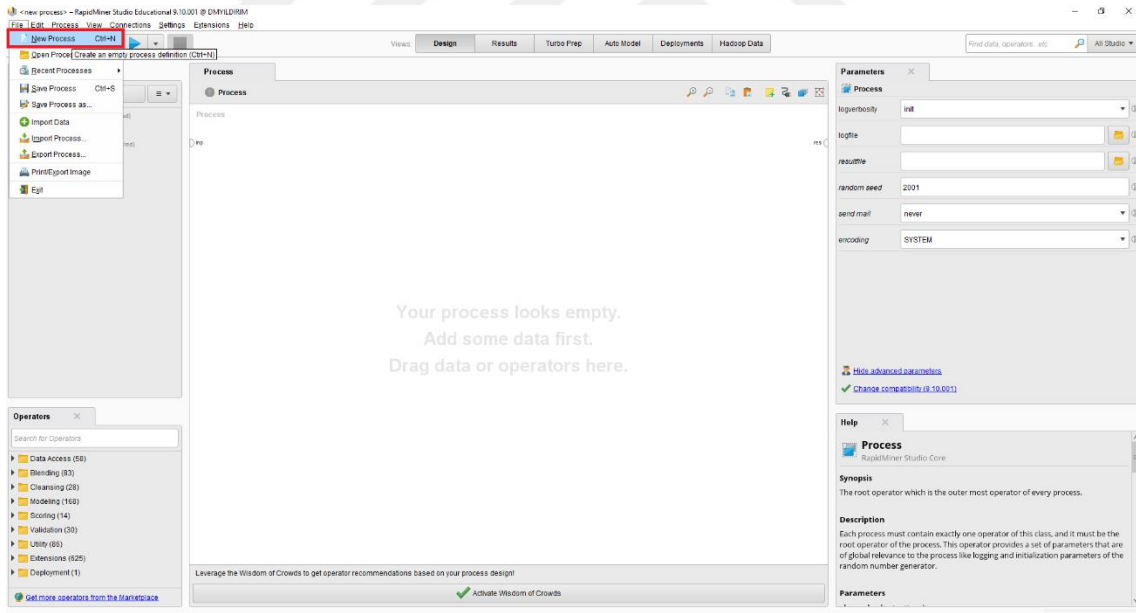 <new process> – RapidMiner Studio Educational 9.10.001 @ DMYILDIRIM
File Edit Process View Connections Settings Extensions Help
New Process Ctrl+N
Open Proce
Create an empty process definition (Ctrl+N)
Recent Processes
Save Process Ctrl+S
Save Process as...
Import Data
Import Process...
Export Process...
Print/Export Image
Exit
Views:
Design
Results
Turbo Prep
Auto Model
Deployments
Hadoop Data
Find data, operators...etc
All Studio
Process
Process
Process
inp
res
Your process looks empty.
Add some data first.
Drag data or operators here.
Leverage the Wisdom of Crowds to get operator recommendations based on your process design!
Activate Wisdom of Crowds
Operators
Search for Operators
Data Access (58)
Blending (83)
Cleansing (28)
Modeling (168)
Scoring (14)
Validation (30)
Utility (85)
Extensions (625)
Deployment (1)
Get more operators from the Marketplace
Parameters
Process
logverbosity init
logfile
resultfile
random seed 2001
send mail never
encoding SYSTEM
Hide advanced parameters
Change compatibility (9.10.001)
Help
Process
RapidMiner Studio Core
Synopsis
The root operator which is the outer most operator of every process.
Description
Each process must contain exactly one operator of this class, and it must be the
root operator of the process. This operator provides a set of parameters that are
of global relevance to the process like logging and initialization parameters of the
random number generator.
Parameters